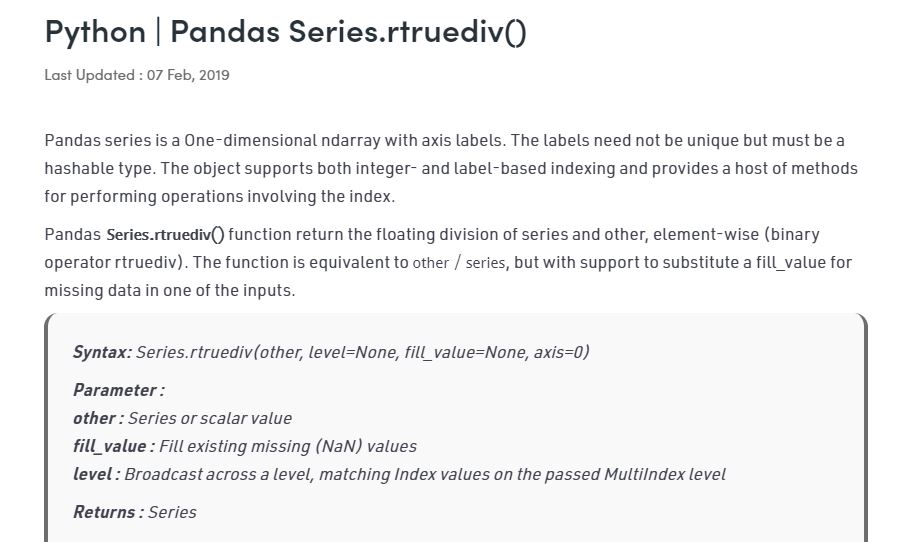 Python | Pandas Series.rtruediv()
Last Updated : 07 Feb, 2019
Pandas series is a One-dimensional ndarray with axis labels. The labels need not be unique but must be a
hashable type. The object supports both integer- and label-based indexing and provides a host of methods
for performing operations involving the index.
Pandas Series.rtruediv() function return the floating division of series and other, element-wise (binary
operator rtruediv). The function is equivalent to other / series, but with support to substitute a fill_value for
missing data in one of the inputs.
Syntax: Series.rtruediv(other, level=None, fill_value=None, axis=0)
Parameter :
other : Series or scalar value
fill_value : Fill existing missing (NaN) values
level : Broadcast across a level, matching Index values on the passed MultiIndex level
Returns : Series